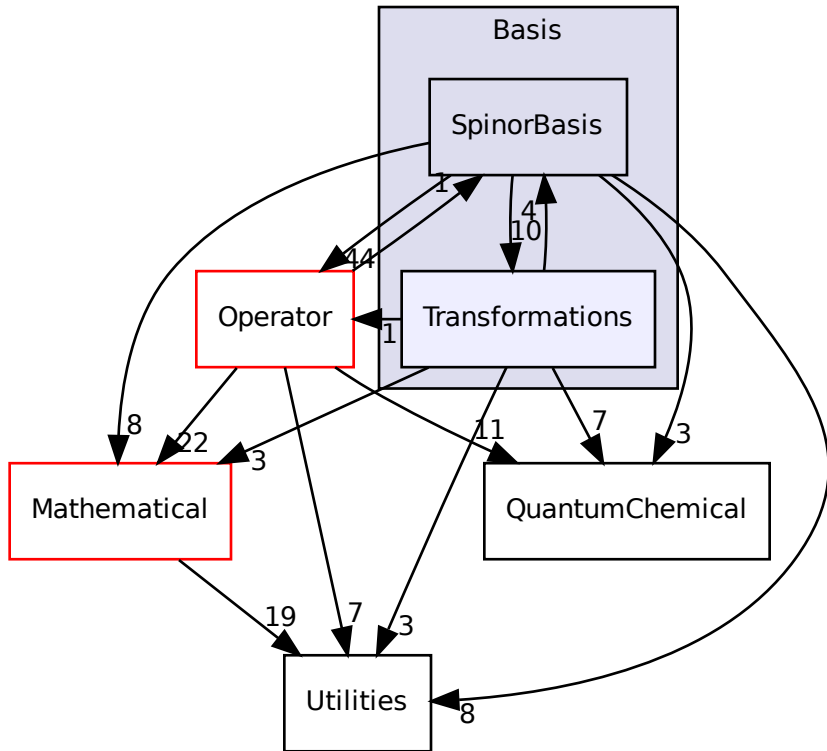 Basis
SpinorBasis
1
4
10
44
Operator
Transformations
1
8
22
3
11
7
3
Mathematical
QuantumChemical
19
7
3
Utilities
8